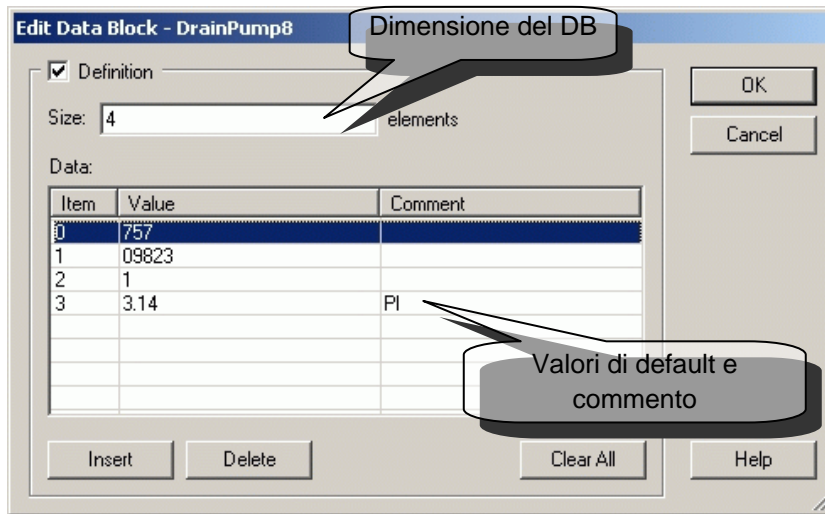 Edit Data Block - DrainPump8
Dimensione del DB
Definition
Size: 4 elements
OK
Cancel
Data:
Item Value Comment
0 757
1 09823
2 1
3 3.14 PI
Valori di default e
commento
Insert Delete Clear All Help